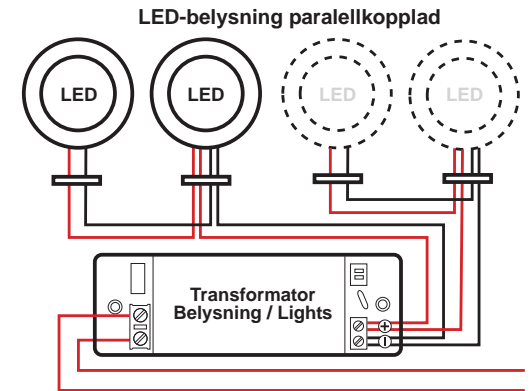 LED-belysning paralellkopplad
LED
LED
LED
LED
Transformator
Belysning / Lights